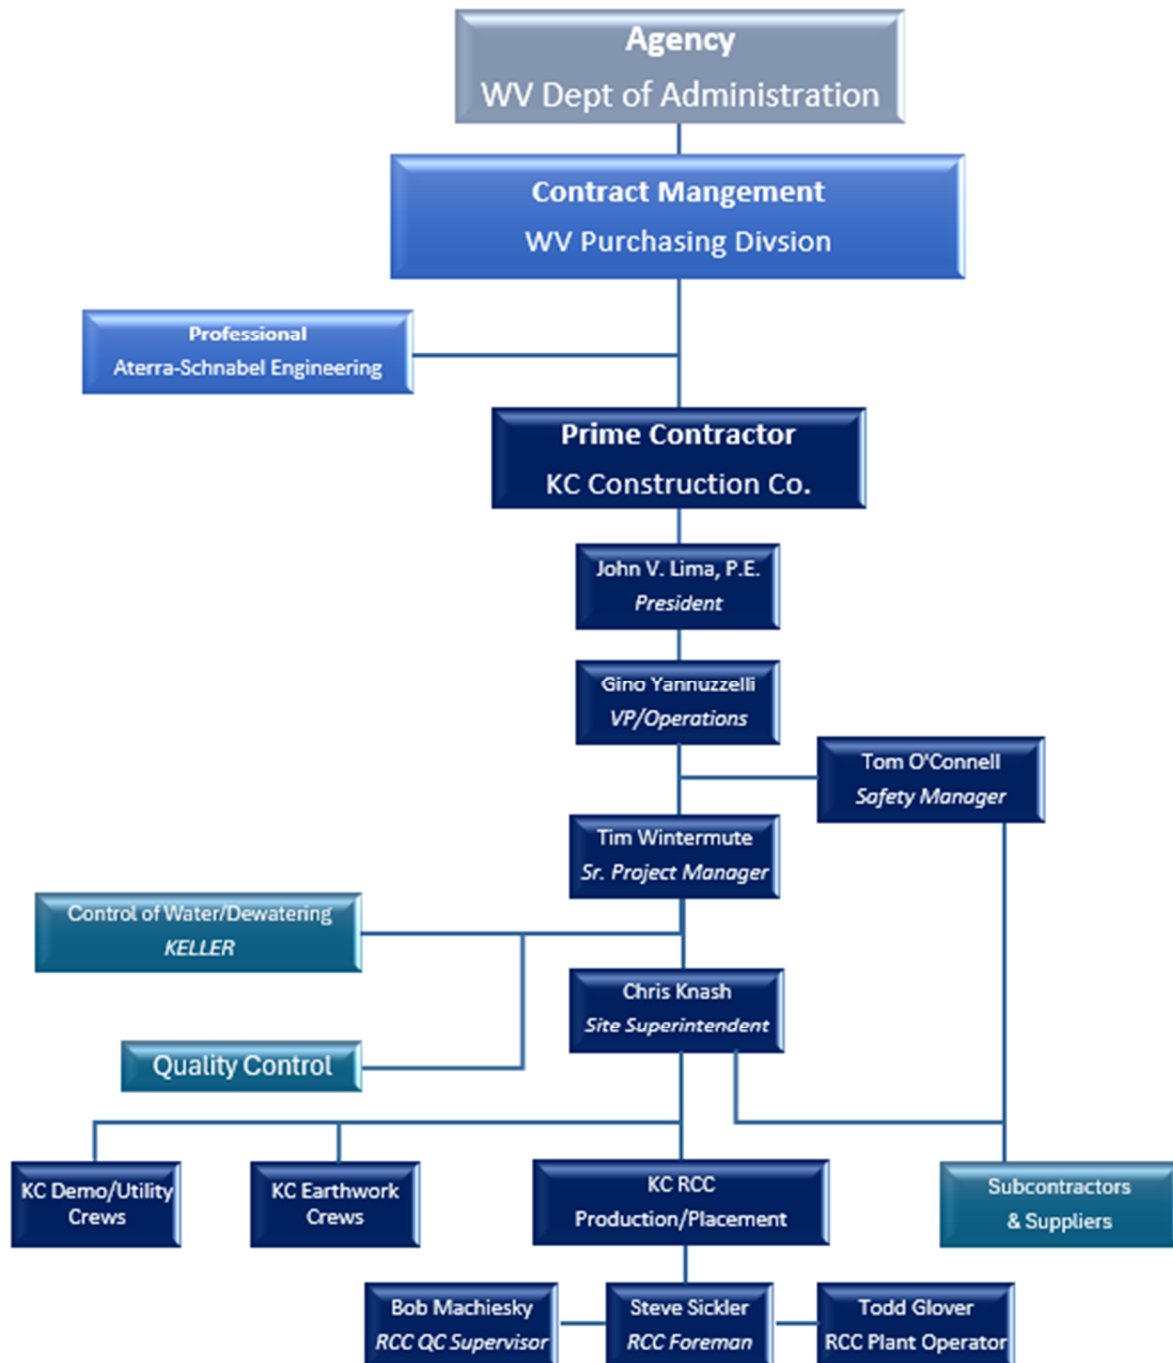 Agency
WV Dept of Administration
Contract Mangement
WV Purchasing Divsion
Professional
Aterra-Schnabel Engineering
Prime Contractor
KC Construction Co.
John V. Lima, P.E.
President
Gino Yannuzzelli
VP/Operations
Tom O'Connell
Safety Manager
Tim Wintermute
Sr. Project Manager
Control of Water/Dewatering
KELLER
Chris Knash
Site Superintendent
Quality Control
KC Demo/Utility
Crews
KC Earthwork
Crews
KC RCC
Production/Placement
Subcontractors
& Suppliers
Bob Machiesky
RCC QC Supervisor
Steve Sickler
RCC Foreman
Todd Glover
RCC Plant Operator